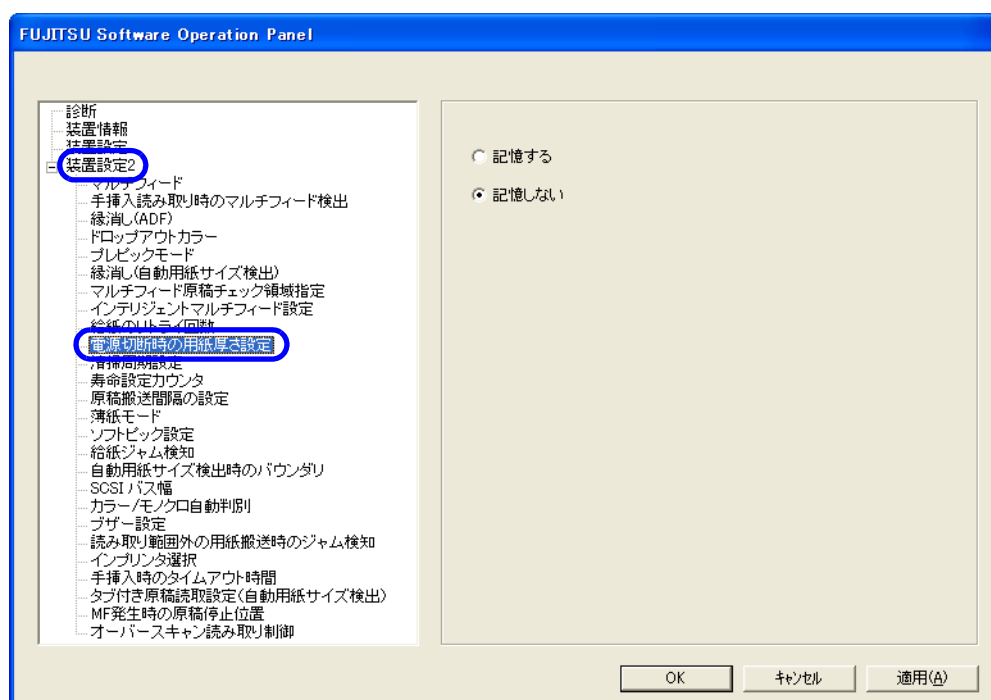 FUJITSU Software Operation Panel
診断
装置情報
装置設定
装置設定2
マルチフィード
手挿入読み取り時のマルチフィード検出
縁消し(ADF)
ドロップアウトカラー
プレピックモード
縁消し(自動用紙サイズ検出)
マルチフィード原稿チェック領域指定
インテリジェントマルチフィード設定
給紙のリトライ回数
電源切断時の用紙厚さ設定
清掃周期設定
寿命設定カウンタ
原稿搬送間隔の設定
薄紙モード
ソフトピック設定
給紙ジャム検知
自動用紙サイズ検出時のバウンダリ
SCSI バス幅
カラー/モノクロ自動判別
ブザー設定
読み取り範囲外の用紙搬送時のジャム検知
インプリンタ選択
手挿入時のタイムアウト時間
タブ付き原稿読取設定(自動用紙サイズ検出)
MF発生時の原稿停止位置
オーバースキャン読み取り制御
記憶する
記憶しない
OK
キャンセル
適用(A)